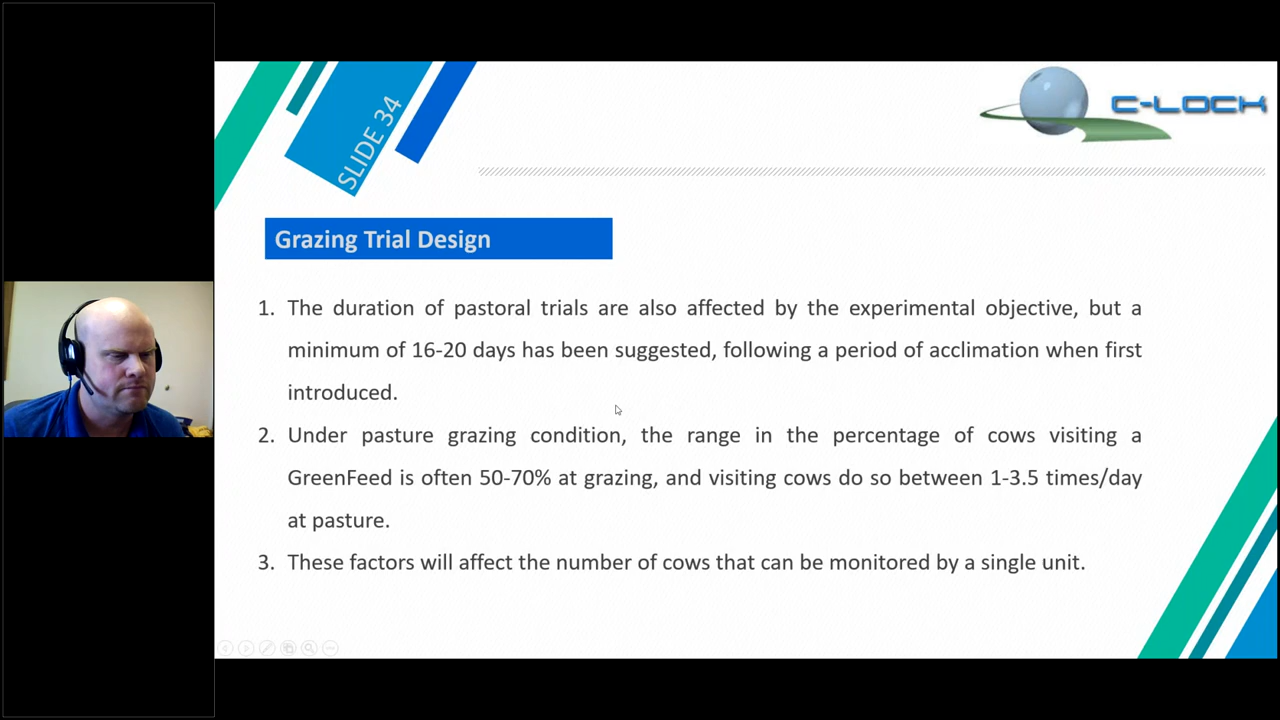 SLIDE 34
C-LOCK
Grazing Trial Design
1. The duration of pastoral trials are also affected by the experimental objective, but a
minimum of 16-20 days has been suggested, following a period of acclimation when first
introduced.
2. Under pasture grazing condition, the range in the percentage of cows visiting a
GreenFeed is often 50-70% at grazing, and visiting cows do so between 1-3.5 times/day
at pasture.
3. These factors will affect the number of cows that can be monitored by a single unit.